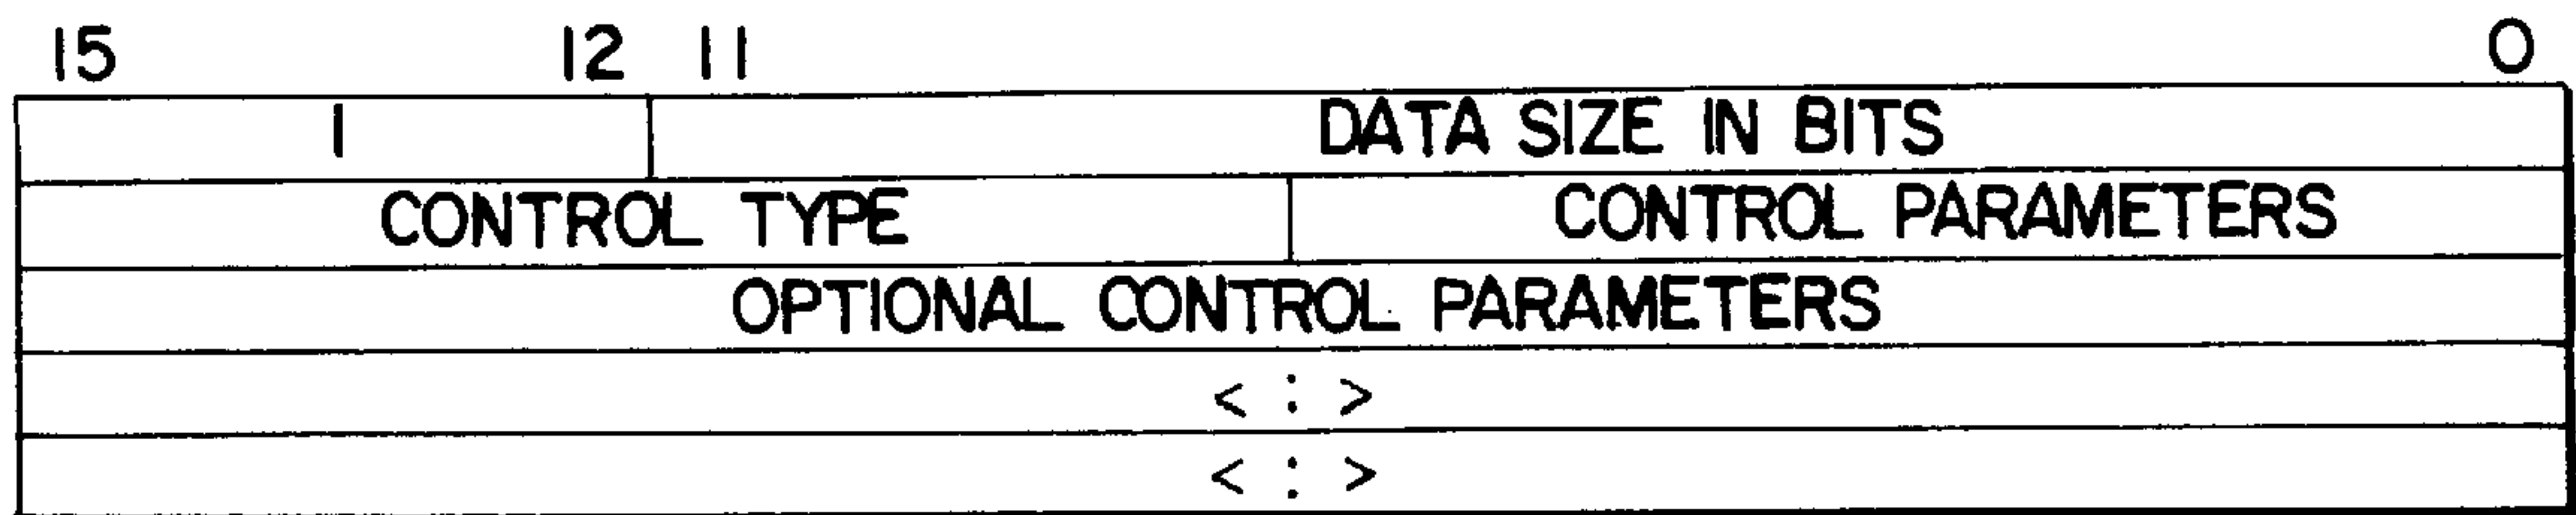 15 12 11 0
1 DATA SIZE IN BITS
CONTROL TYPE CONTROL PARAMETERS
OPTIONAL CONTROL PARAMETERS
< : >
< : >